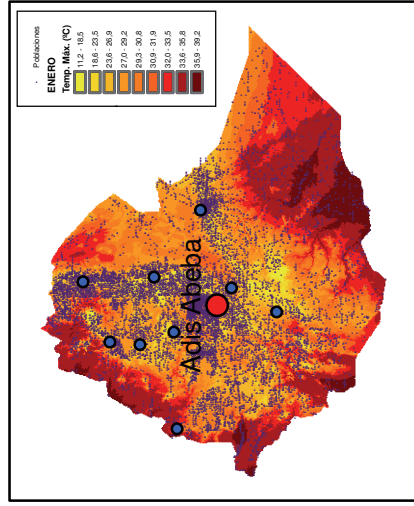 Poblaciones
ENERO
Temp. Máx. (ºC)
11,2 - 18,5
18,6 - 23,5
23,6 - 26,9
27,0 - 29,2
29,3 - 30,8
30,9 - 31,9
32,0 - 33,5
33,6 - 35,8
35,9 - 39,2
Adis Abeba